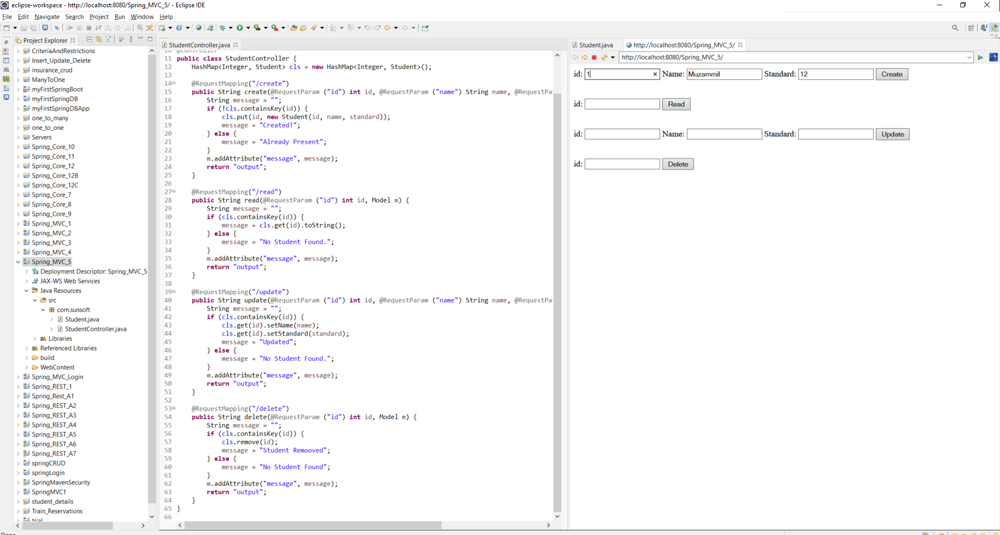 eclipse-workspace - http://localhost:8080/Spring_MVC_5/ - Eclipse IDE
File Edit Navigate Search Project Run Window Help
Project Explorer
CriteriaAndRestrictions
Insert_Update_Delete
insurance_crud
ManyToOne
myFirstSpringBoot
myFirstSpringDB
myFirstSpringDBApp
one_to_many
one_to_one
Servers
Spring_Core_10
Spring_Core_11
Spring_Core_12
Spring_Core_12B
Spring_Core_12C
Spring_Core_7
Spring_Core_8
Spring_Core_9
Spring_MVC_1
Spring_MVC_2
Spring_MVC_3
Spring_MVC_4
Spring_MVC_5
Deployment Descriptor: Spring_MVC_5
JAX-WS Web Services
Java Resources
src
com.sunsoft
Student.java
StudentController.java
Libraries
Referenced Libraries
build
WebContent
Spring_MVC_Login
Spring_REST_1
Spring_Rest_A1
Spring_REST_A2
Spring_REST_A3
Spring_REST_A4
Spring_REST_A5
Spring_REST_A6
Spring_REST_A7
springCRUD
springLogin
SpringMavenSecurity
SpringMVC1
student_details
Train_Reservations
trial
StudentController.java
10 @Controller
11 public class StudentController {
12     HashMap<Integer, Student> cls = new HashMap<Integer, Student>();
13
14     @RequestMapping("/create")
15     public String create(@RequestParam ("id") int id, @RequestParam ("name") String name, @RequestPa
16         String message = "";
17         if (!cls.containsKey(id)) {
18             cls.put(id, new Student(id, name, standard));
19             message = "Created!";
20         } else {
21             message = "Already Present";
22         }
23         m.addAttribute("message", message);
24         return "output";
25     }
26
27     @RequestMapping("/read")
28     public String read(@RequestParam ("id") int id, Model m) {
29         String message = "";
30         if (cls.containsKey(id)) {
31             message = cls.get(id).toString();
32         } else {
33             message = "No Student Found.";
34         }
35         m.addAttribute("message", message);
36         return "output";
37     }
38
39     @RequestMapping("/update")
40     public String update(@RequestParam ("id") int id, @RequestParam ("name") String name, @RequestPa
41         String message = "";
42         if (cls.containsKey(id)) {
43             cls.get(id).setName(name);
44             cls.get(id).setStandard(standard);
45             message = "Updated";
46         } else {
47             message = "No Student Found.";
48         }
49         m.addAttribute("message", message);
50         return "output";
51     }
52
53     @RequestMapping("/delete")
54     public String delete(@RequestParam ("id") int id, Model m) {
55         String message = "";
56         if (cls.containsKey(id)) {
57             cls.remove(id);
58             message = "Student Remooved";
59         } else {
60             message = "No Student Found";
61         }
62         m.addAttribute("message", message);
63         return "output";
64     }
65 }
66
Student.java http://localhost:8080/Spring_MVC_5/
http://localhost:8080/Spring_MVC_5/
id: 1 Name: Muzammil Standard: 12 Create
id: Read
id: Name: Standard: Update
id: Delete
Done